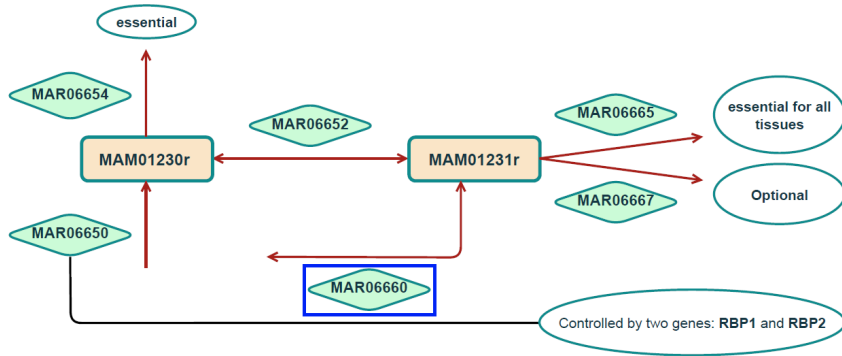 essential
MAR06654
MAR06652
MAR06665
essential for all
tissues
MAM01230r
MAM01231r
MAR06667
Optional
MAR06650
MAR06660
Controlled by two genes: RBP1 and RBP2